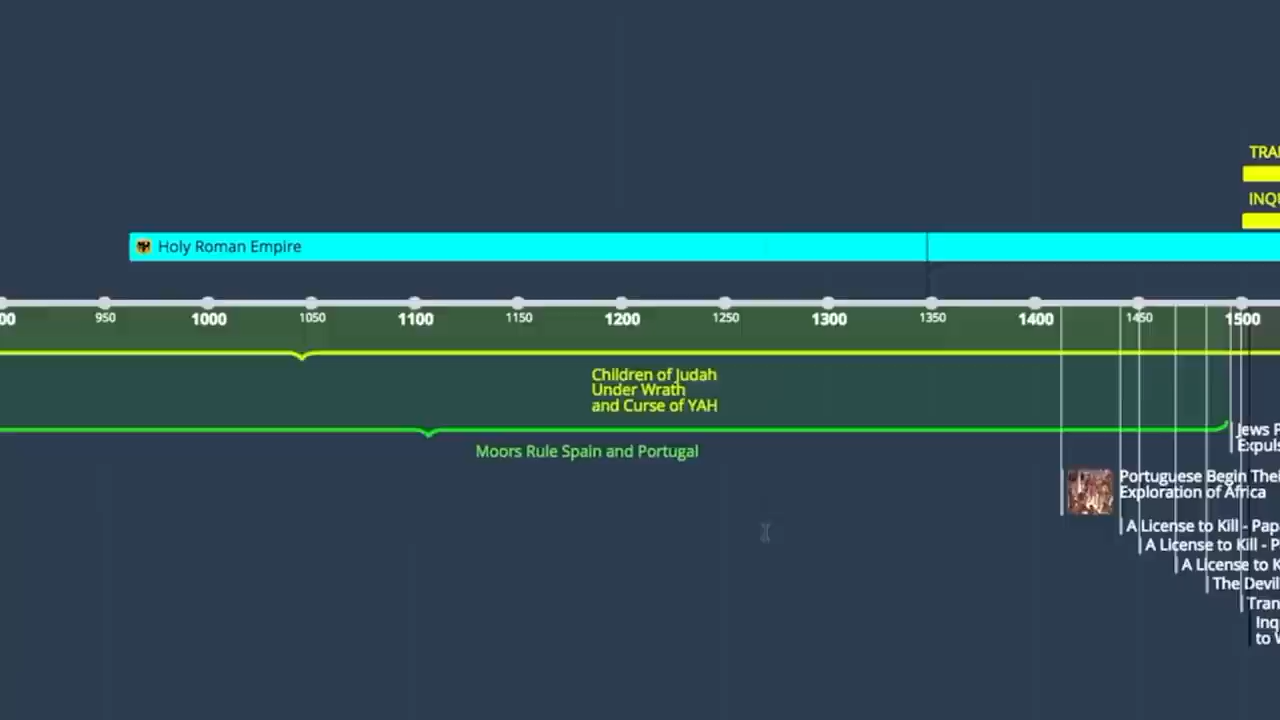 TRA
INQU
Holy Roman Empire
00 950 1000 1050 1100 1150 1200 1250 1300 1350 1400 1450 1500
Children of Judah
Under Wrath
and Curse of YAH
Moors Rule Spain and Portugal
Jews P
Expuls
Portuguese Begin Thei
Exploration of Africa
A License to Kill - Pap
A License to Kill - P
A License to K
The Devil
Tran
Inq
to W